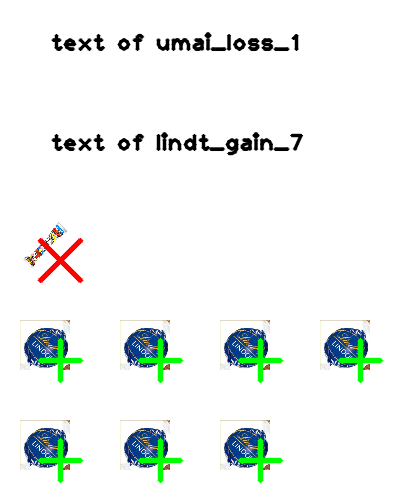 text of umai_loss_1
text of lindt_gain_7